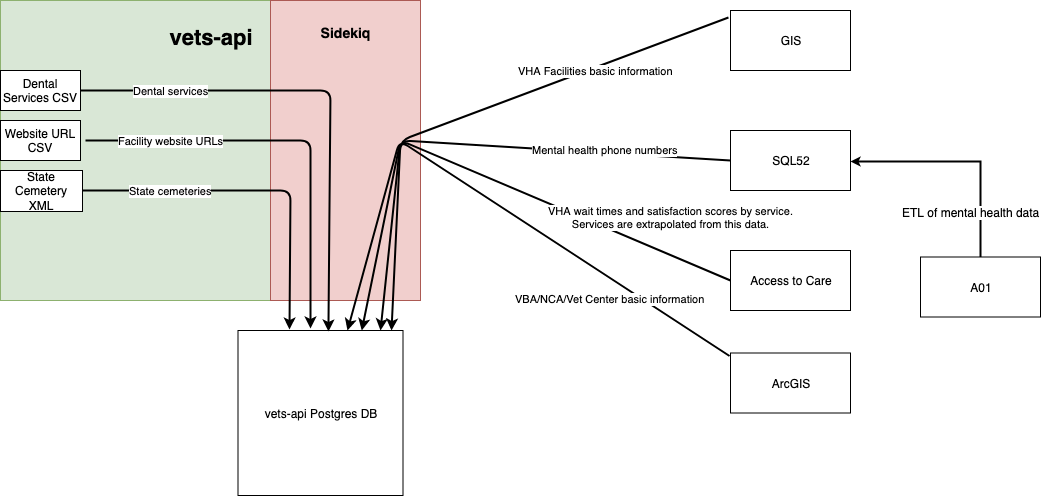 vets-api
Sidekiq
Dental
Services CSV
Dental services
Website URL
CSV
Facility website URLs
State
Cemetery
XML
State cemeteries
VHA Facilities basic information
GIS
Mental health phone numbers
SQL52
VHA wait times and satisfaction scores by service.
Services are extrapolated from this data.
ETL of mental health data
Access to Care
A01
VBA/NCA/Vet Center basic information
ArcGIS
vets-api Postgres DB